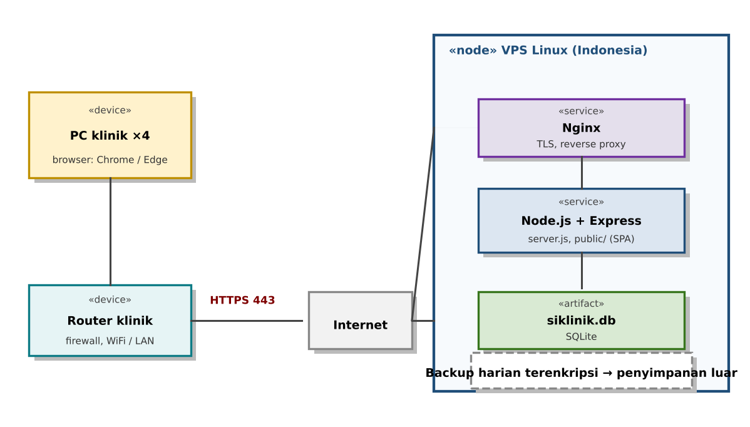 «node» VPS Linux (Indonesia)
«device»
PC klinik ×4
browser: Chrome / Edge
«service»
Nginx
TLS, reverse proxy
«service»
Node.js + Express
server.js, public/ (SPA)
«device»
Router klinik
firewall, WiFi / LAN
HTTPS 443
Internet
«artifact»
siklinik.db
SQLite
Backup harian terenkripsi → penyimpanan luar